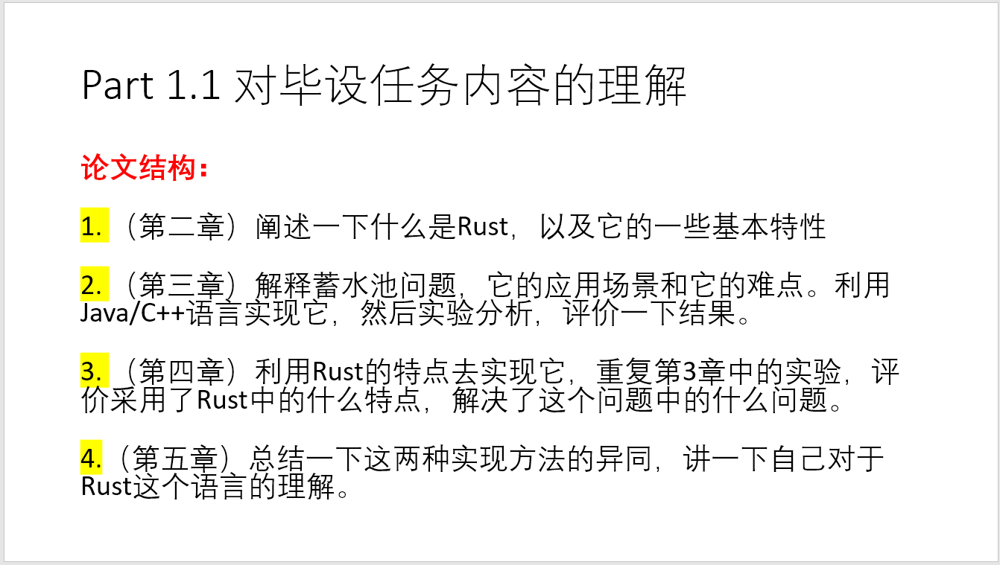 Part 1.1 对毕设任务内容的理解
论文结构：
1. （第二章）阐述一下什么是Rust，以及它的一些基本特性
2. （第三章）解释蓄水池问题，它的应用场景和它的难点。利用
Java/C++语言实现它，然后实验分析，评价一下结果。
3. （第四章）利用Rust的特点去实现它，重复第3章中的实验，评
价采用了Rust中的什么特点，解决了这个问题中的什么问题。
4. （第五章）总结一下这两种实现方法的异同，讲一下自己对于
Rust这个语言的理解。